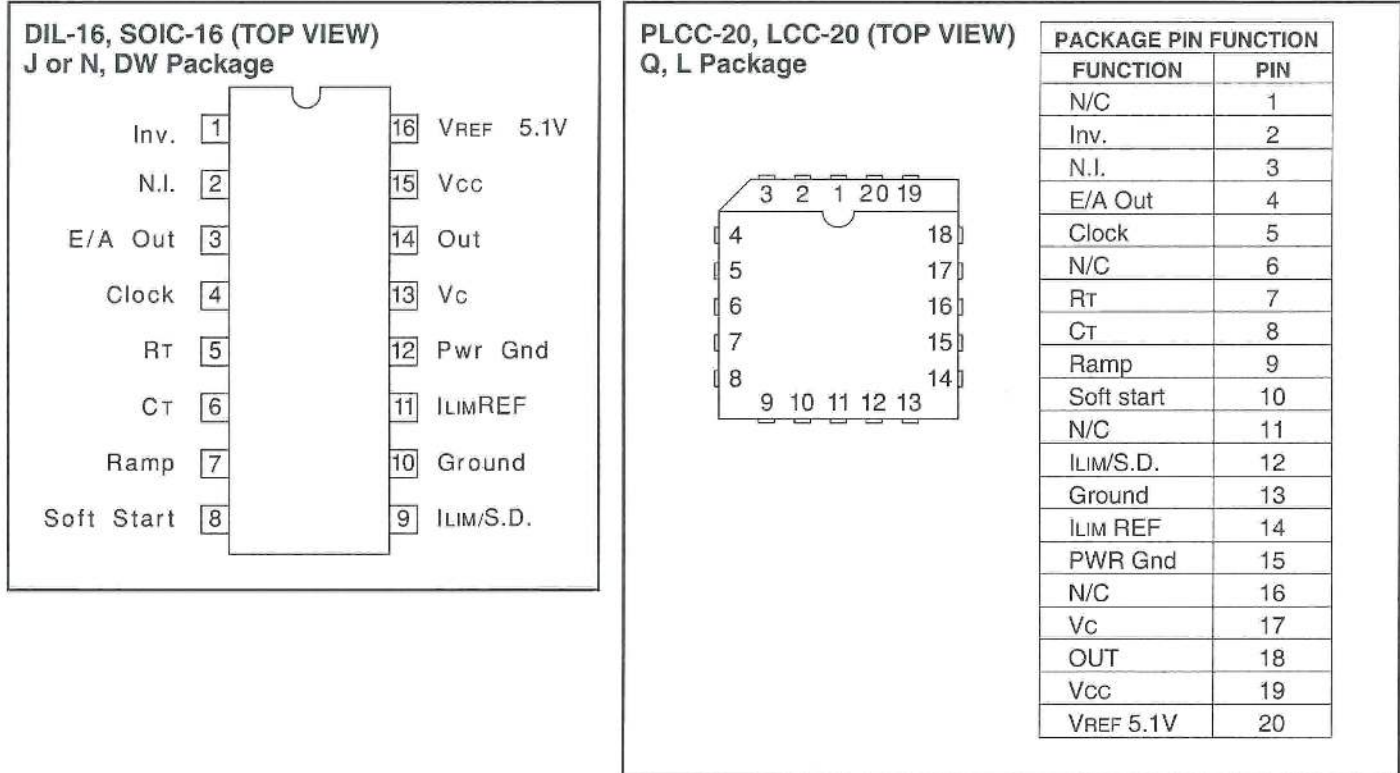 DIL-16, SOIC-16 (TOP VIEW)
J or N, DW Package
Inv. 1 16 VREF 5.1V
N.I. 2 15 VCC
E/A Out 3 14 Out
Clock 4 13 VC
RT 5 12 Pwr Gnd
CT 6 11 ILIMREF
Ramp 7 10 Ground
Soft Start 8 9 ILIM/S.D.
PLCC-20, LCC-20 (TOP VIEW)
Q, L Package
3 2 1 20 19
4 18
5 17
6 16
7 15
8 14
9 10 11 12 13
PACKAGE PIN FUNCTION
FUNCTION PIN
N/C 1
Inv. 2
N.I. 3
E/A Out 4
Clock 5
N/C 6
RT 7
CT 8
Ramp 9
Soft start 10
N/C 11
ILIM/S.D. 12
Ground 13
ILIM REF 14
PWR Gnd 15
N/C 16
VC 17
OUT 18
VCC 19
VREF 5.1V 20